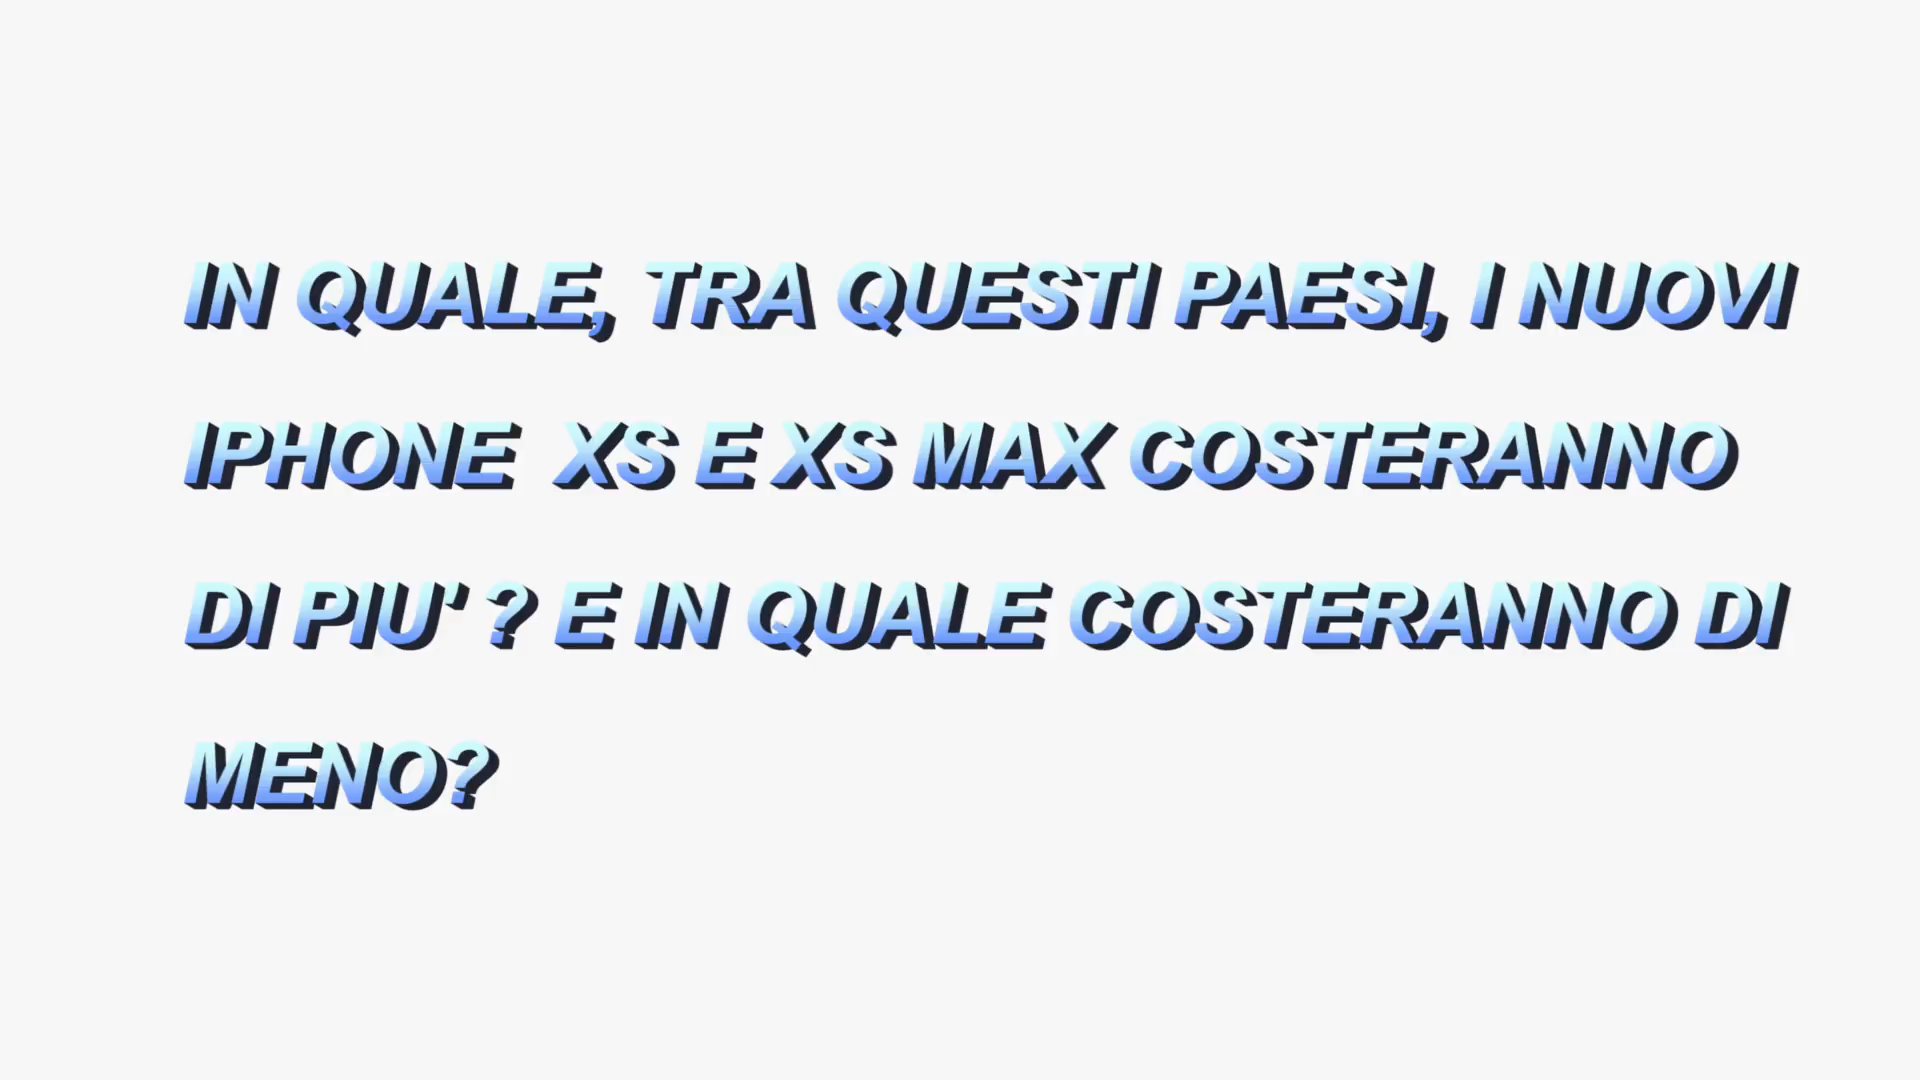 IN QUALE, TRA QUESTI PAESI, I NUOVI
IPHONE  XS E XS MAX COSTERANNO
DI PIU' ? E IN QUALE COSTERANNO DI
MENO?